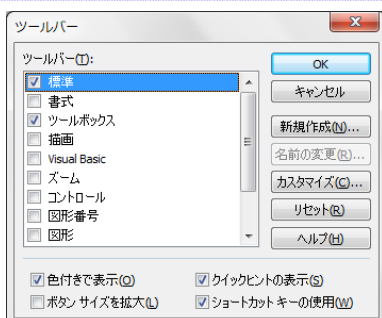 ツールバー
ツールバー(T):
標準
書式
ツールボックス
描画
Visual Basic
ズーム
コントロール
図形番号
図形
OK
キャンセル
新規作成(N)...
名前の変更(R)...
カスタマイズ(C)...
リセット(R)
ヘルプ(H)
色付きで表示(O)
クイックヒントの表示(S)
ボタン サイズを拡大(L)
ショートカット キーの使用(W)